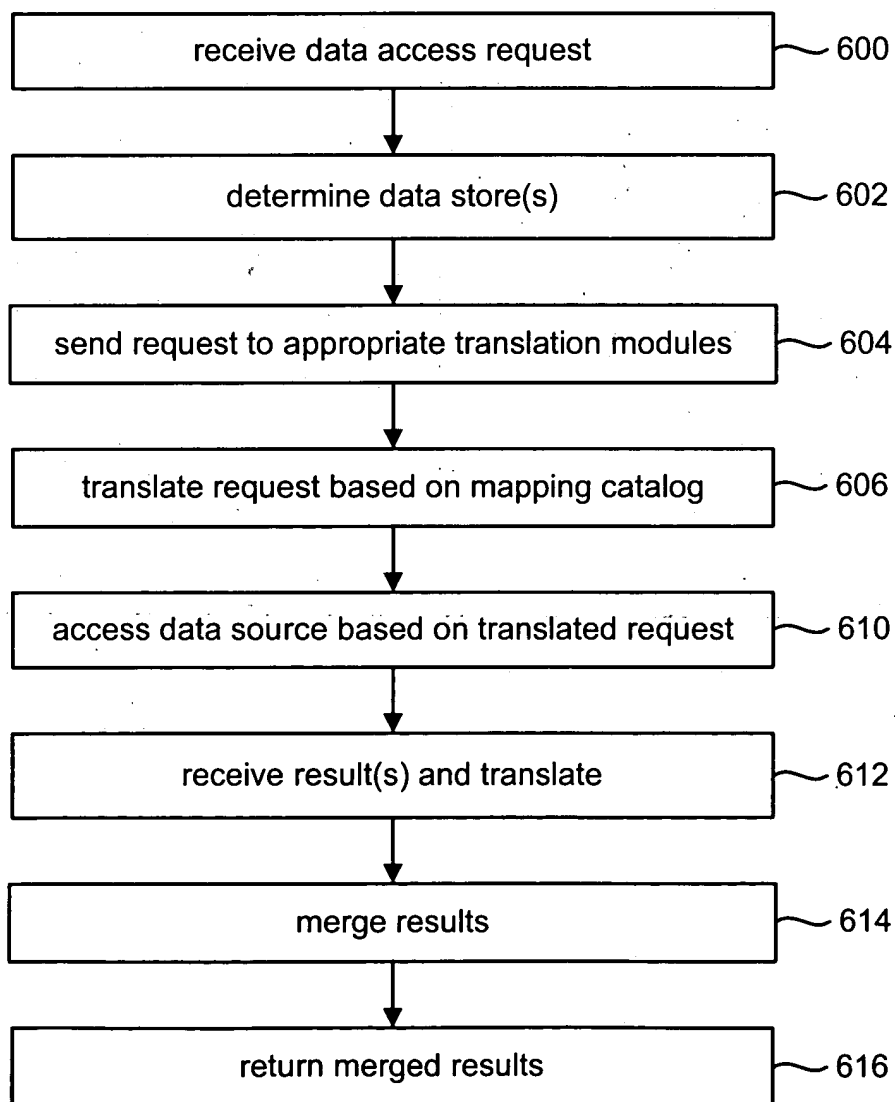 receive data access request 600
determine data store(s) 602
send request to appropriate translation modules 604
translate request based on mapping catalog 606
access data source based on translated request 610
receive result(s) and translate 612
merge results 614
return merged results 616